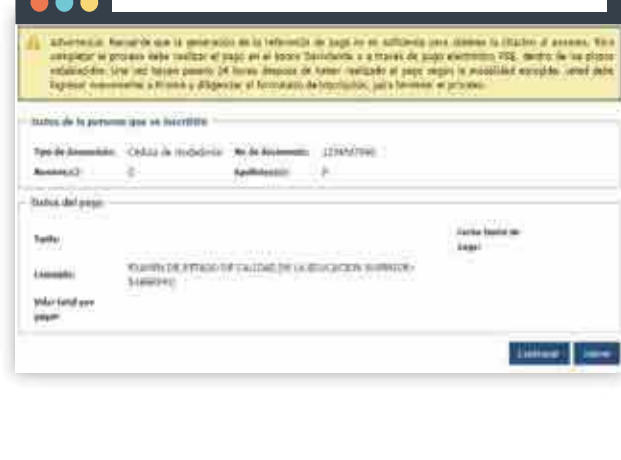 Advertencia: Recuerde que la generación de la referencia de pago no es suficiente para obtener la citación al examen. Para
completar el proceso debe realizar el pago en el banco Davivienda o a través de pago electrónico PSE, dentro de los plazos
establecidos. Una vez hayan pasado 24 horas después de haber realizado el pago según la modalidad escogida, usted debe
ingresar nuevamente a Prisma y diligenciar el formulario de inscripción, para terminar el proceso.
Datos de la persona que se inscribirá
Tipo de documento: Cédula de ciudadanía No de documento:
Nombre(s): Apellido(s): P
Datos del pago
Tarifa: Fecha límite de
pago:
Concepto: EXAMEN DE ESTADO DE CALIDAD DE LA EDUCACION SUPERIOR-
Valor total por
pagar:
Continuar